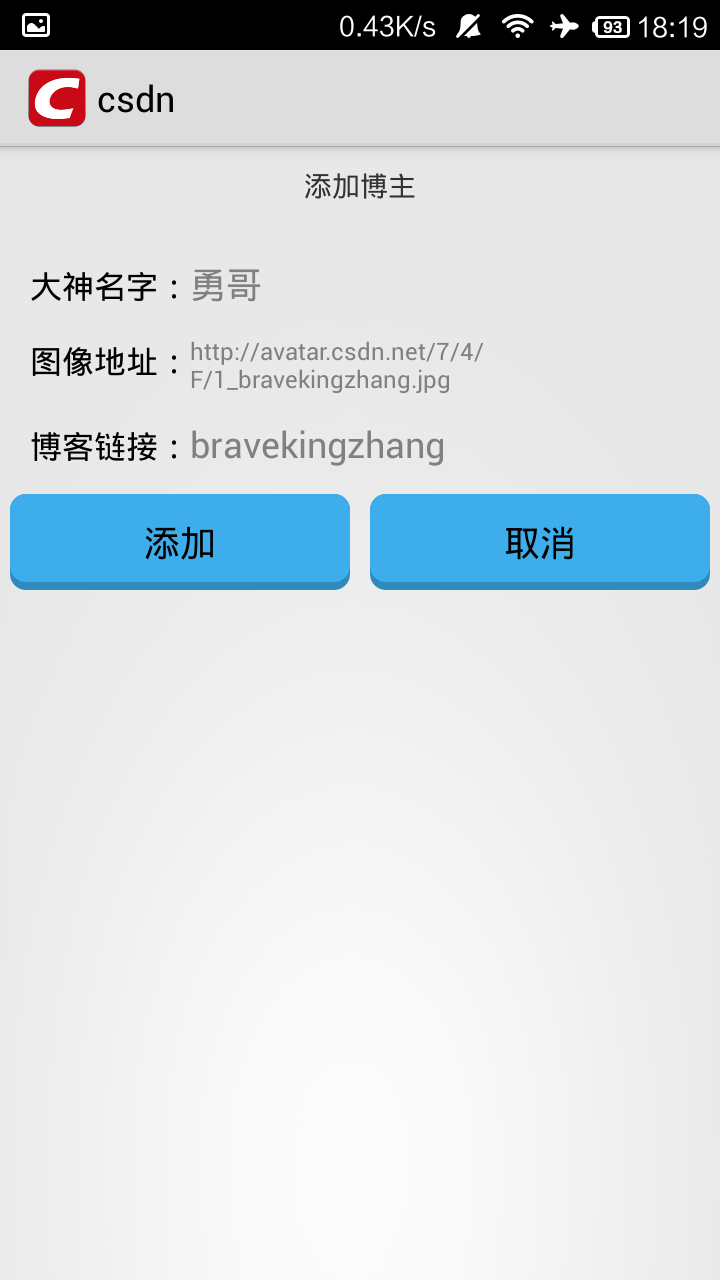 0.43K/s 93 18:19
csdn
添加博主
大神名字：勇哥
图像地址：http://avatar.csdn.net/7/4/
F/1_bravekingzhang.jpg
博客链接：bravekingzhang
添加 取消